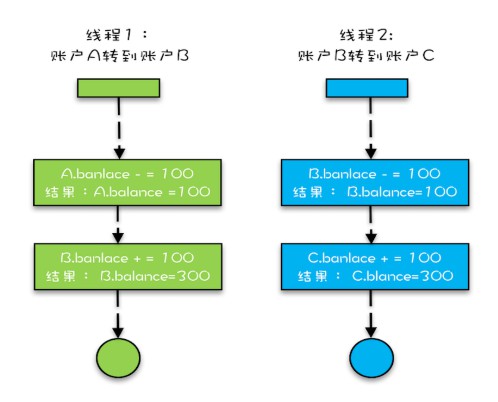 线程1：
账户A转到账户B
A.banlace - = 100
结果：A.balance =100
B.banlace + = 100
结果： B.balance=300
线程2:
账户B转到账户C
B.banlace - = 100
结果： B.balance=100
C.banlace + = 100
结果： C.blance=300